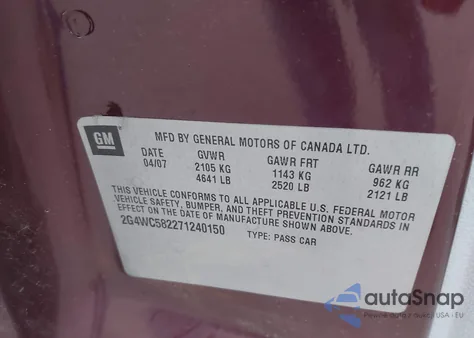 GM
MFD BY GENERAL MOTORS OF CANADA LTD.
DATE GVWR GAWR FRT GAWR RR
04/07 2105 KG 1143 KG 962 KG
4641 LB 2520 LB 2121 LB
THIS VEHICLE CONFORMS TO ALL APPLICABLE U.S. FEDERAL MOTOR
VEHICLE SAFETY, BUMPER, AND THEFT PREVENTION STANDARDS IN
EFFECT ON THE DATE OF MANUFACTURE SHOWN ABOVE.
2G4WC582271240150 TYPE: PASS CAR
autoSnap